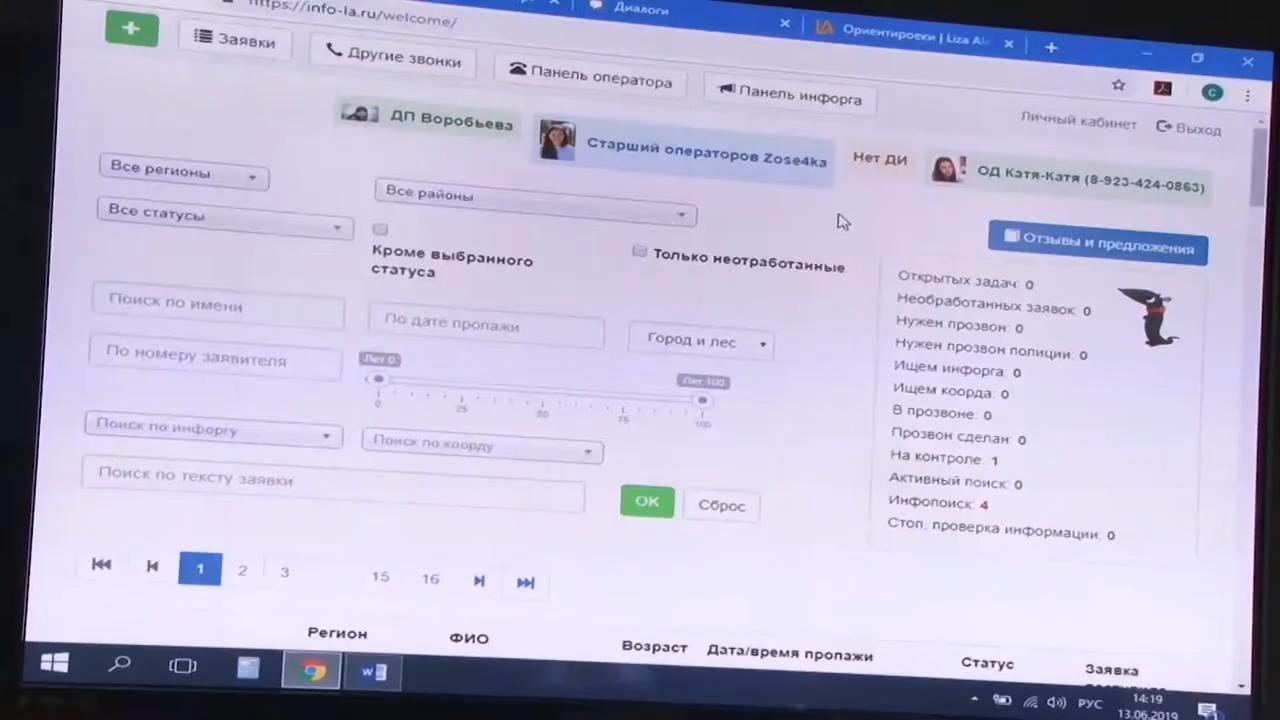 https://info-la.ru/welcome/
Диалоги
Ориентировки | Liza Al
Заявки
Другие звонки
Панель оператора
Панель инфорга
Личный кабинет
Выход
ДП Воробьева
Старший операторов Zose4ka
Нет ДИ
ОД Катя-Катя (8-923-424-0863)
Все регионы
Все районы
Все статусы
Кроме выбранного
статуса
Только неотработанные
Отзывы и предложения
Поиск по имени
По дате пропажи
Город и лес
По номеру заявителя
Лет 0
Лет 100
0 25 50 75 100
Поиск по инфоргу
Поиск по коорду
Поиск по тексту заявки
OK
Сброс
Открытых задач: 0
Необработанных заявок: 0
Нужен прозвон: 0
Нужен прозвон полиции: 0
Ищем инфорга: 0
Ищем коорда: 0
В прозвоне: 0
Прозвон сделан: 0
На контроле: 1
Активный поиск: 0
Инфопоиск: 4
Стоп, проверка информации: 0
1 2 3 15 16
Регион
ФИО
Возраст
Дата/время пропажи
Статус
Заявка
РУС
14:19
13.06.2019